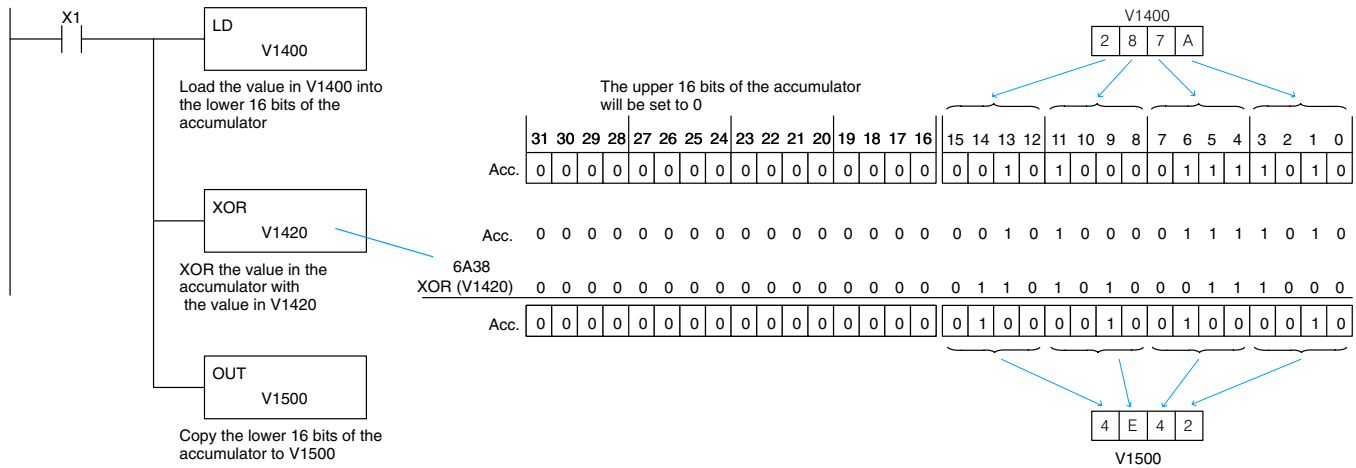 X1
LD
V1400
Load the value in V1400 into
the lower 16 bits of the
accumulator
V1400
2 8 7 A
The upper 16 bits of the accumulator
will be set to 0
31 30 29 28 27 26 25 24 23 22 21 20 19 18 17 16 15 14 13 12 11 10 9 8 7 6 5 4 3 2 1 0
Acc. 0 0 0 0 0 0 0 0 0 0 0 0 0 0 0 0 0 0 1 0 1 0 0 0 0 1 1 1 1 0 1 0
XOR
V1420
XOR the value in the
accumulator with
the value in V1420
Acc. 0 0 0 0 0 0 0 0 0 0 0 0 0 0 0 0 0 0 1 0 1 0 0 0 0 1 1 1 1 0 1 0
6A38
XOR (V1420) 0 0 0 0 0 0 0 0 0 0 0 0 0 0 0 0 0 1 1 0 1 0 1 0 0 0 1 1 1 0 0 0
Acc. 0 0 0 0 0 0 0 0 0 0 0 0 0 0 0 0 0 1 0 0 0 0 1 0 0 1 0 0 0 0 1 0
OUT
V1500
Copy the lower 16 bits of the
accumulator to V1500
4 E 4 2
V1500